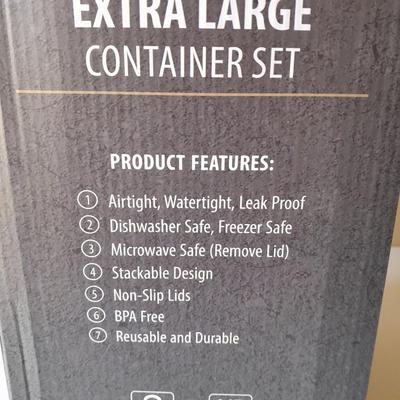 EXTRA LARGE
CONTAINER SET
PRODUCT FEATURES:
1 Airtight, Watertight, Leak Proof
2 Dishwasher Safe, Freezer Safe
3 Microwave Safe (Remove Lid)
4 Stackable Design
5 Non-Slip Lids
6 BPA Free
7 Reusable and Durable